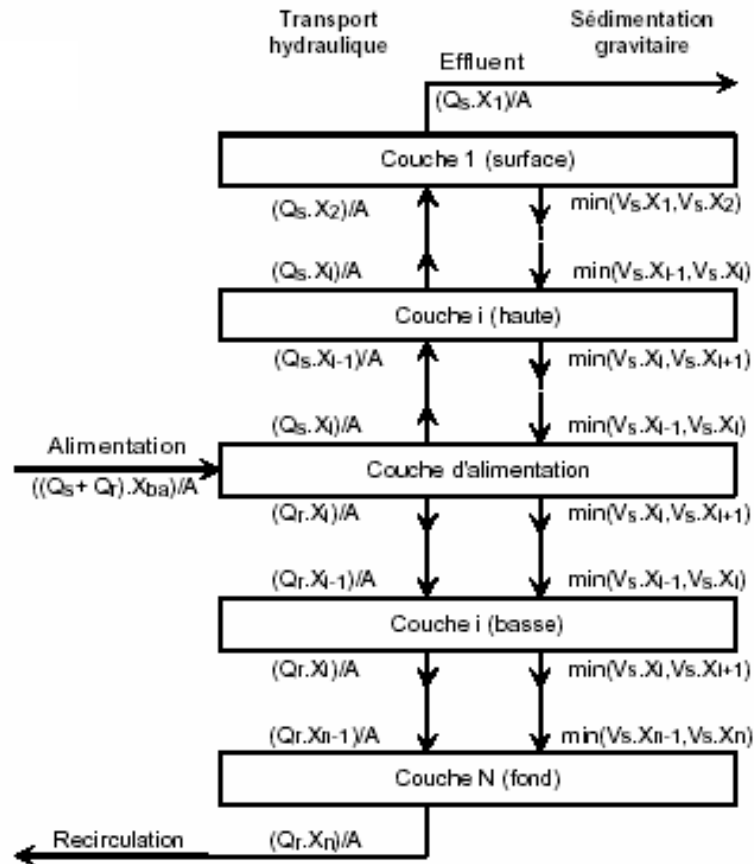 Transport hydraulique
Sédimentation gravitaire
Effluent
(Qs.X1)/A
Couche 1 (surface)
(Qs.X2)/A
min(Vs.X1,Vs.X2)
(Qs.Xi)/A
min(Vs.Xi-1,Vs.Xi)
Couche i (haute)
(Qs.Xi-1)/A
min(Vs.Xi,Vs.Xi+1)
(Qs.Xi)/A
min(Vs.Xi-1,Vs.Xi)
Alimentation
((Qs+ Qr).Xba)/A
Couche d'alimentation
(Qr.Xi)/A
min(Vs.Xi,Vs.Xi+1)
(Qr.Xi-1)/A
min(Vs.Xi-1,Vs.Xi)
Couche i (basse)
(Qr.Xi)/A
min(Vs.Xi,Vs.Xi+1)
(Qr.Xn-1)/A
min(Vs.Xn-1,Vs.Xn)
Couche N (fond)
Recirculation
(Qr.Xn)/A